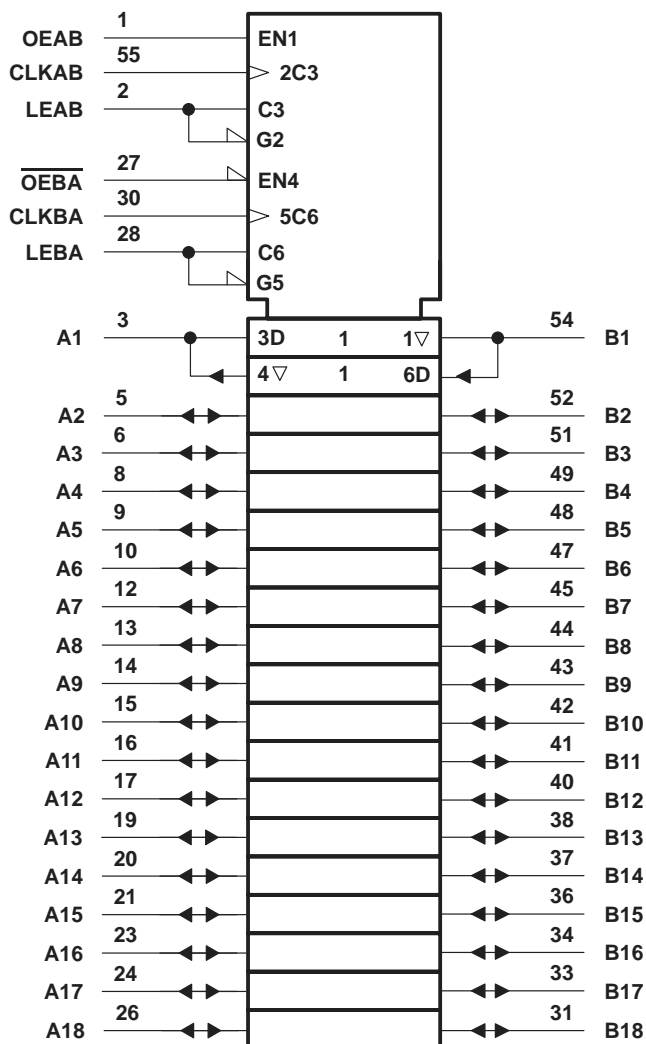 1
OEAB EN1
55
CLKAB 2C3
2
LEAB C3
G2
27
OEBA EN4
30
CLKBA 5C6
28
LEBA C6
G5
3 54
A1 3D 1 1▽ B1
4▽ 1 6D
5 52
A2 B2
6 51
A3 B3
8 49
A4 B4
9 48
A5 B5
10 47
A6 B6
12 45
A7 B7
13 44
A8 B8
14 43
A9 B9
15 42
A10 B10
16 41
A11 B11
17 40
A12 B12
19 38
A13 B13
20 37
A14 B14
21 36
A15 B15
23 34
A16 B16
24 33
A17 B17
26 31
A18 B18